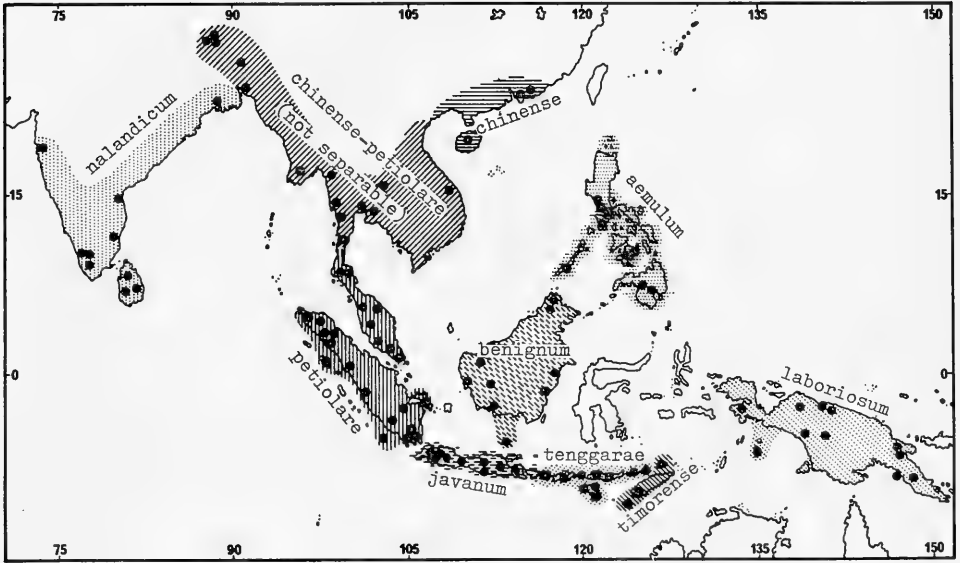 75 90 105 120 135 150
nalandicum
chinense-petiolare
(not separable)
chinense
15 15
aemulum
benignum
0 0
laboriosum
petiolare
tenggarae
javanum
timorense
75 90 105 120 135 150